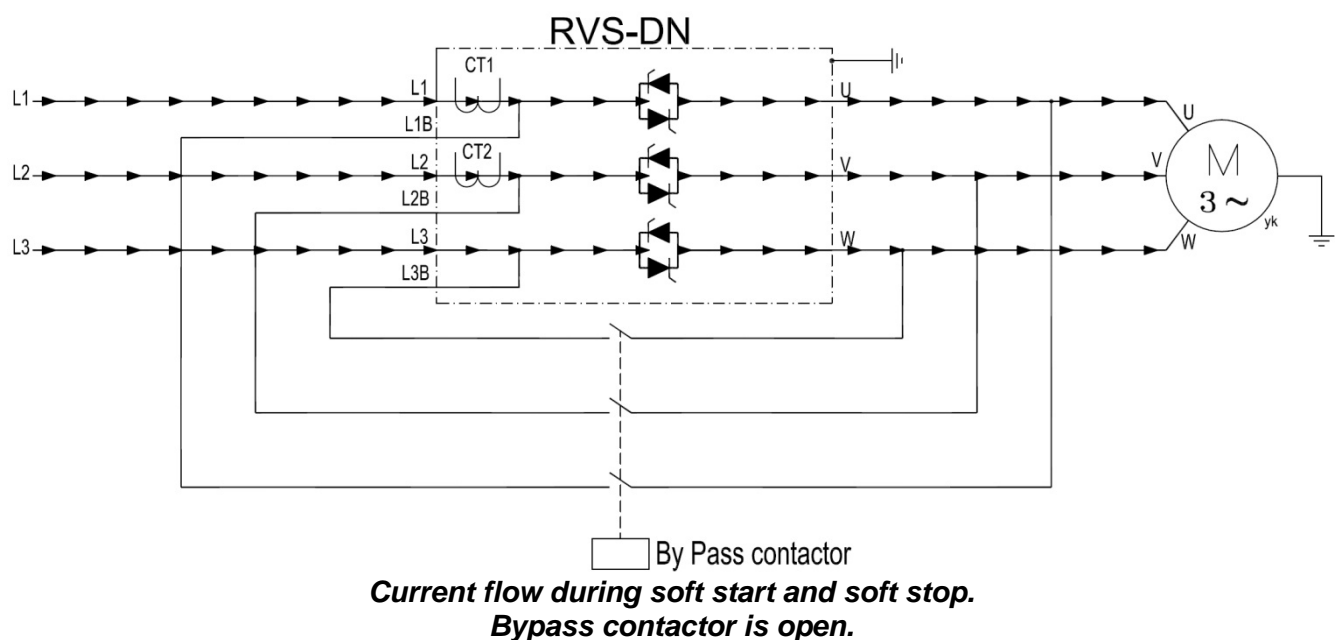 RVS-DN
CT1
L1 L1 U
U
L1B
CT2
L2 L2 V V
M
3 ~
yk
L2B
L3 L3 W
W
L3B
By Pass contactor
Current flow during soft start and soft stop.
Bypass contactor is open.